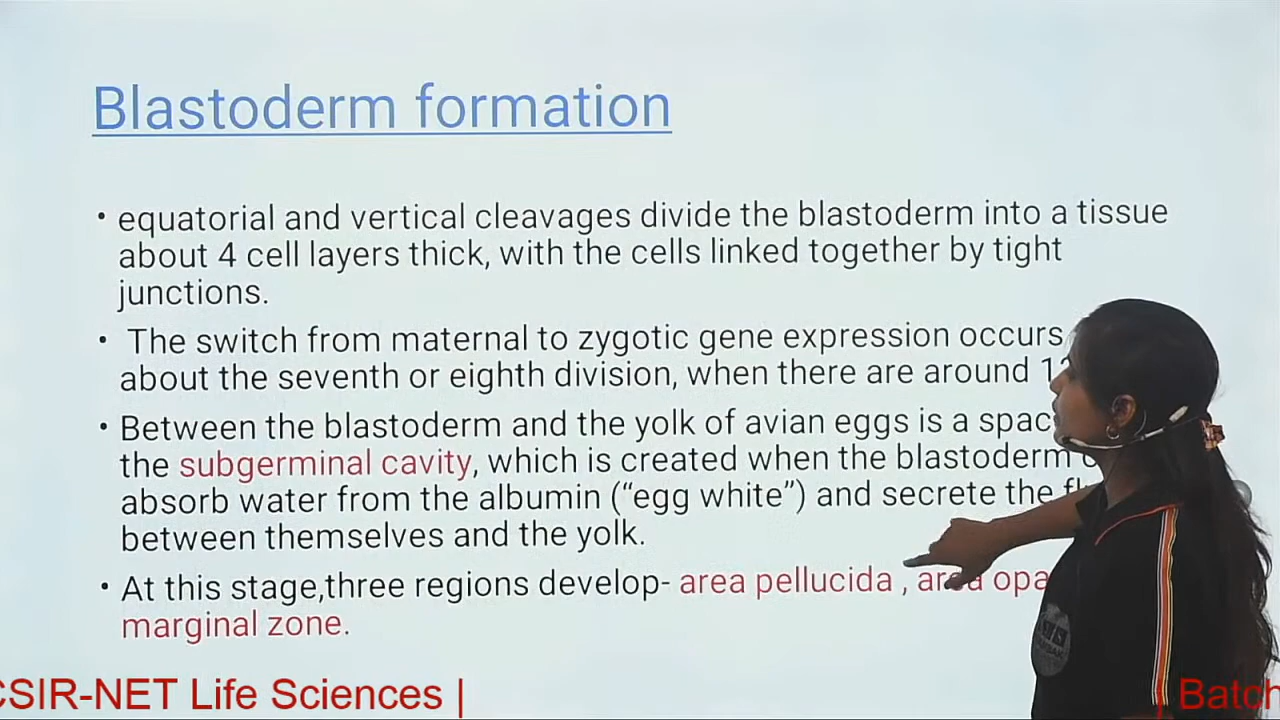 Blastoderm formation
• equatorial and vertical cleavages divide the blastoderm into a tissue
about 4 cell layers thick, with the cells linked together by tight
junctions.
• The switch from maternal to zygotic gene expression occurs
about the seventh or eighth division, when there are around
• Between the blastoderm and the yolk of avian eggs is a
the subgerminal cavity, which is created when the blastoderm
absorb water from the albumin (“egg white”) and secrete the
between themselves and the yolk.
• At this stage,three regions develop- area pellucida , area
marginal zone.
CSIR-NET Life Sciences | | Batch